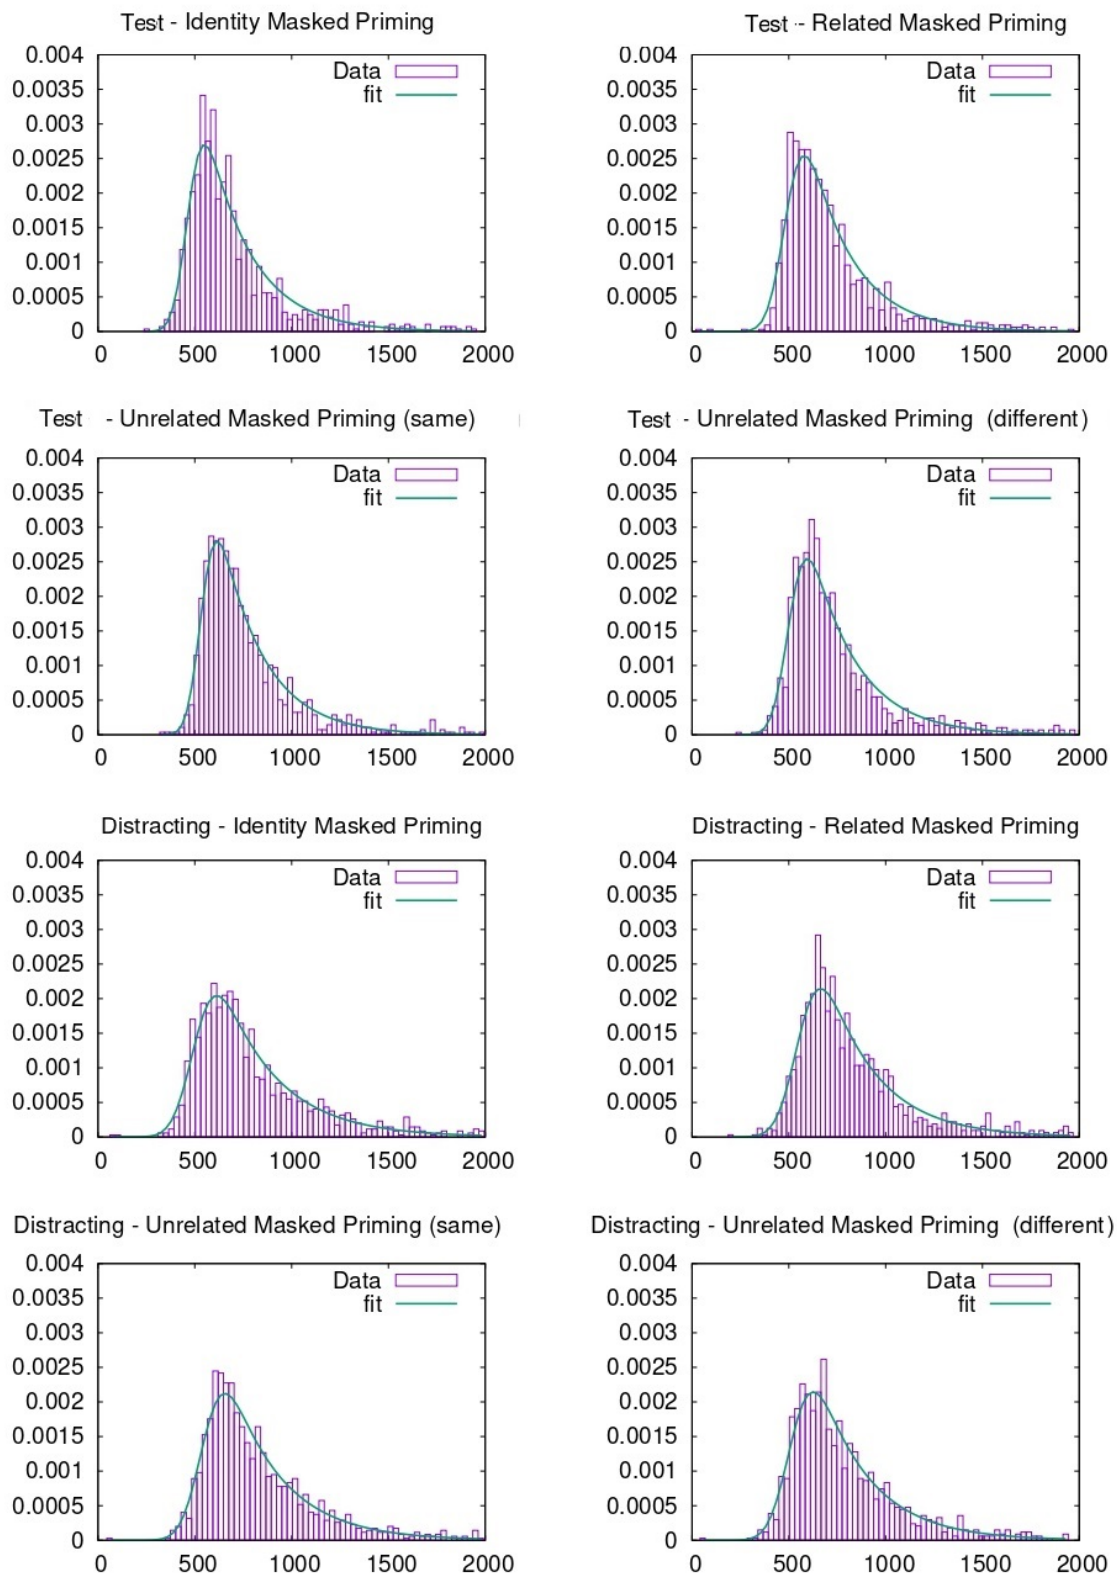 Test - Identity Masked Priming
Data
fit
0.004
0.0035
0.003
0.0025
0.002
0.0015
0.001
0.0005
0
0 500 1000 1500 2000
Test - Related Masked Priming
Data
fit
0.004
0.0035
0.003
0.0025
0.002
0.0015
0.001
0.0005
0
0 500 1000 1500 2000
Test - Unrelated Masked Priming (same)
Data
fit
0.004
0.0035
0.003
0.0025
0.002
0.0015
0.001
0.0005
0
0 500 1000 1500 2000
Test - Unrelated Masked Priming (different)
Data
fit
0.004
0.0035
0.003
0.0025
0.002
0.0015
0.001
0.0005
0
0 500 1000 1500 2000
Distracting - Identity Masked Priming
Data
fit
0.004
0.0035
0.003
0.0025
0.002
0.0015
0.001
0.0005
0
0 500 1000 1500 2000
Distracting - Related Masked Priming
Data
fit
0.004
0.0035
0.003
0.0025
0.002
0.0015
0.001
0.0005
0
0 500 1000 1500 2000
Distracting - Unrelated Masked Priming (same)
Data
fit
0.004
0.0035
0.003
0.0025
0.002
0.0015
0.001
0.0005
0
0 500 1000 1500 2000
Distracting - Unrelated Masked Priming (different)
Data
fit
0.004
0.0035
0.003
0.0025
0.002
0.0015
0.001
0.0005
0
0 500 1000 1500 2000